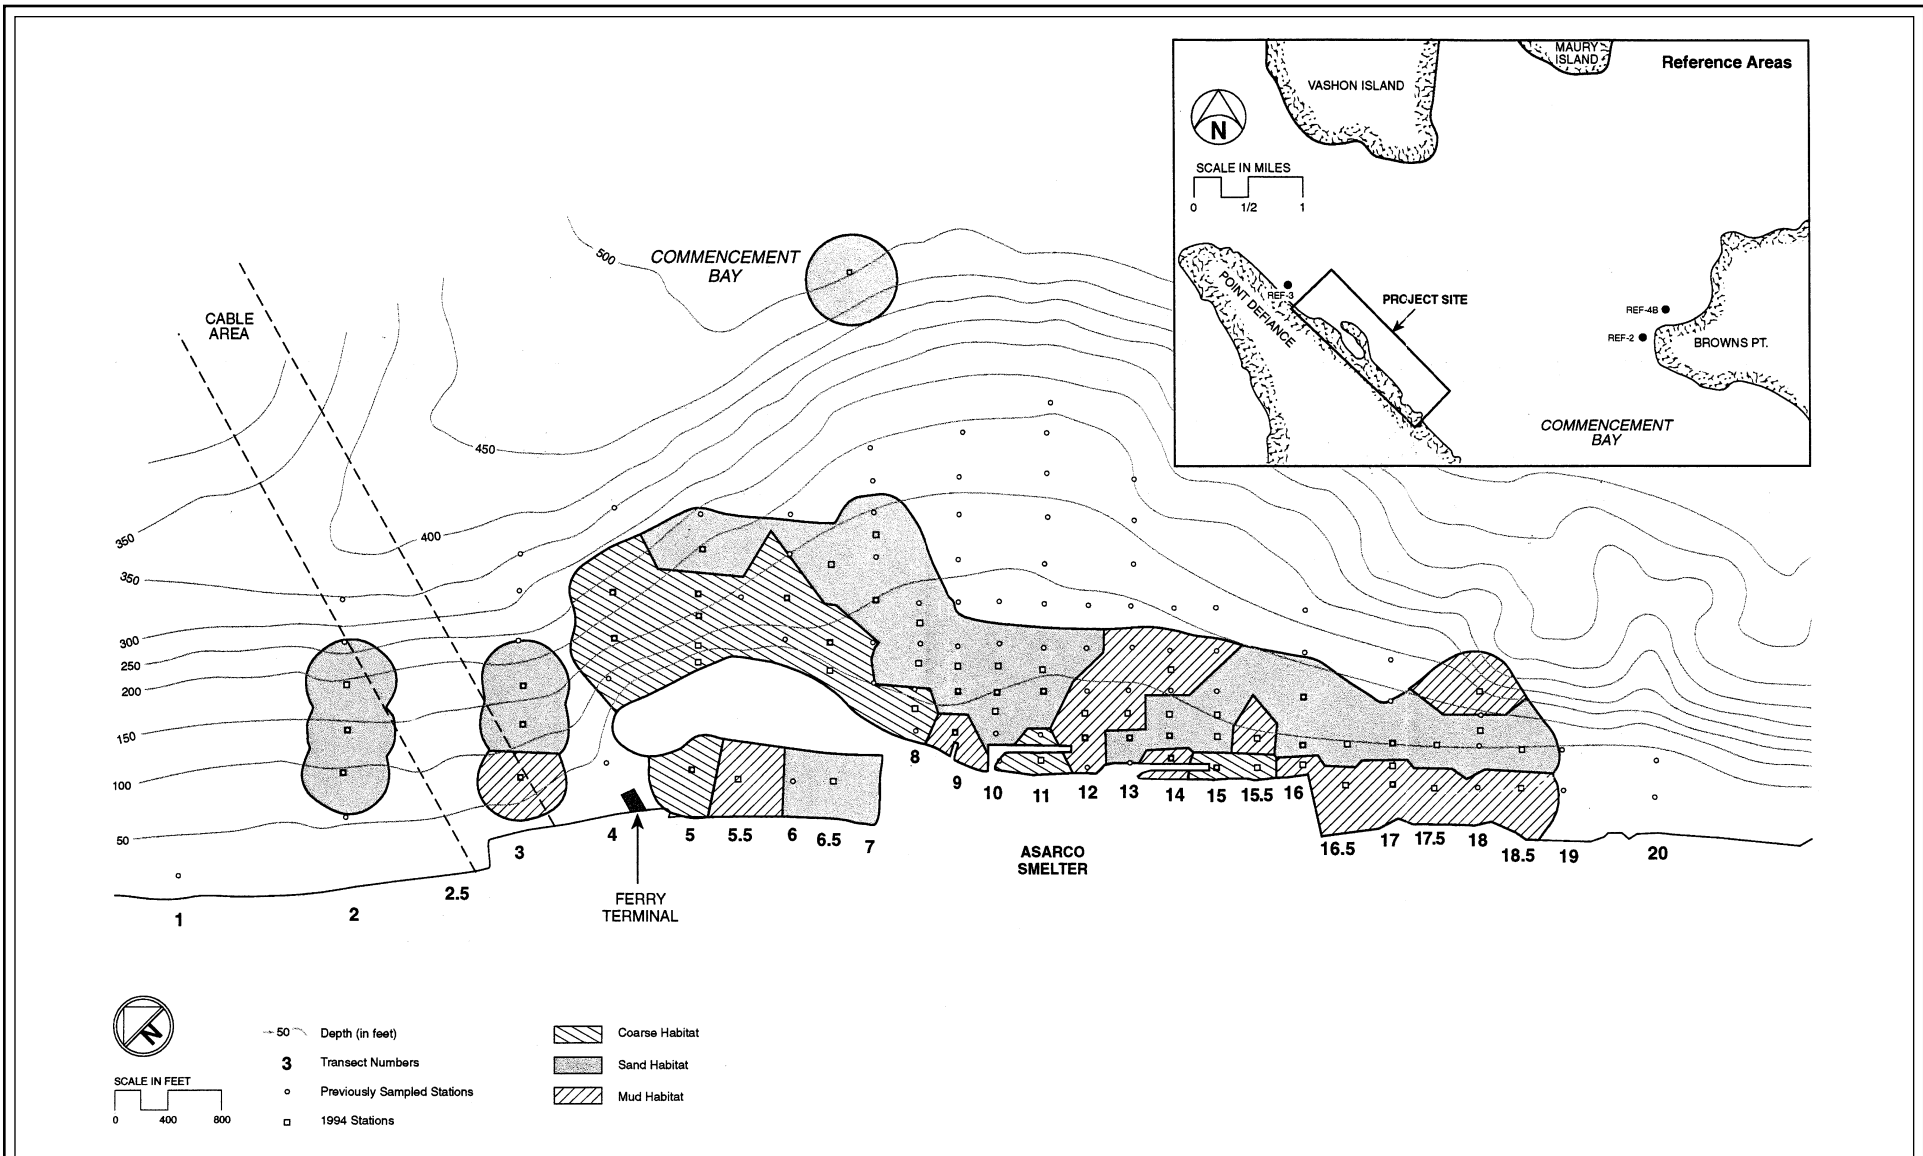 Reference Areas
MAURY
ISLAND
VASHON ISLAND
N
SCALE IN MILES
0 1/2 1
POINT DEFIANCE
REF-3
PROJECT SITE
REF-4B
REF-2
BROWNS PT.
COMMENCEMENT
BAY
COMMENCEMENT
BAY
500
CABLE
AREA
450
400
350
350
300
250
200
150
100
50
1
2
2.5
3
4
5
5.5
6
6.5
7
8
9
10
11
12
13
14
15
15.5
16
16.5
17
17.5
18
18.5
19
20
FERRY
TERMINAL
ASARCO
SMELTER
N
SCALE IN FEET
0 400 800
50 Depth (in feet)
3 Transect Numbers
Previously Sampled Stations
1994 Stations
Coarse Habitat
Sand Habitat
Mud Habitat